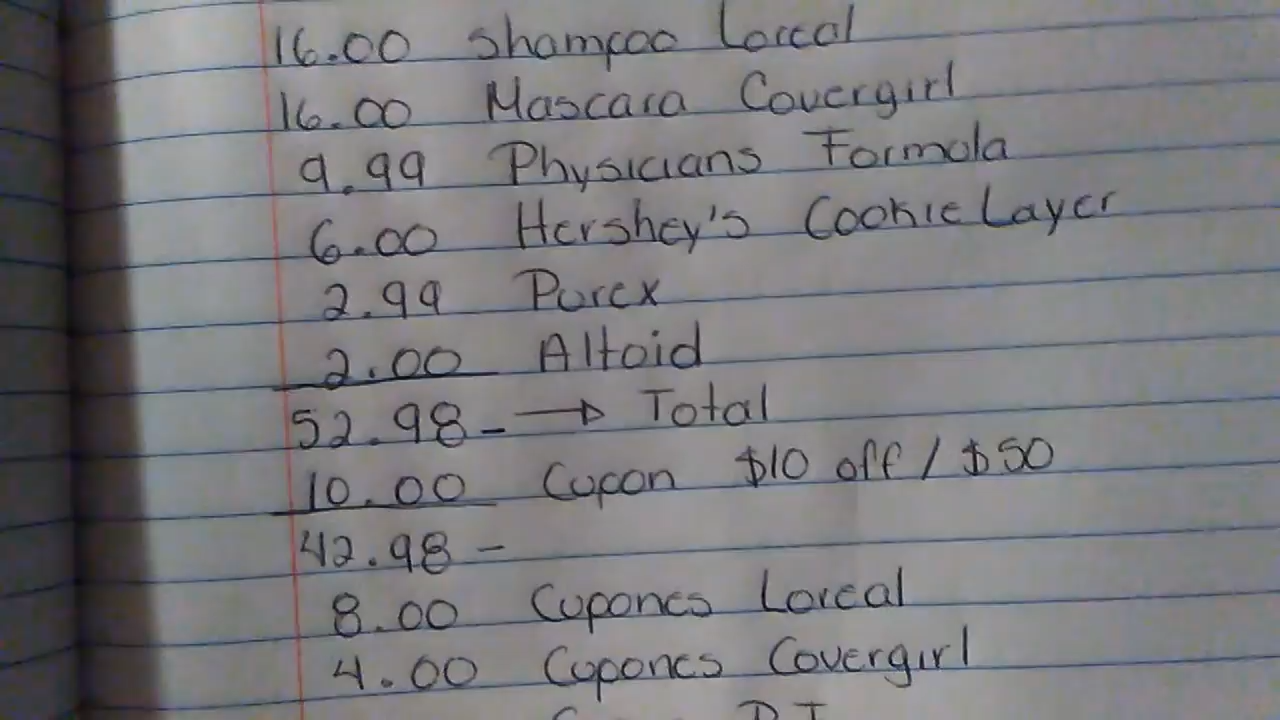 16.00 Shampoo Loreal
16.00 Mascara Covergirl
9.99 Physicians Formola
6.00 Hershey's Cookie Layer
2.99 Purex
2.00 Altoid
52.98 - → Total
10.00 Cupon $10 off / $50
42.98 -
8.00 Cupones Loreal
4.00 Cupones Covergirl